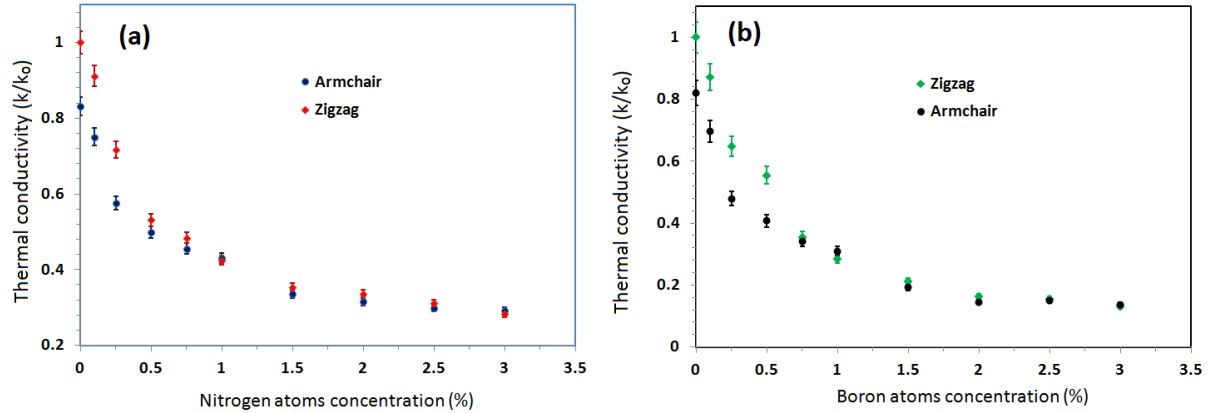 (a)
Thermal conductivity (k/k₀)
1
0.8
0.6
0.4
0.2
Armchair
Zigzag
0 0.5 1 1.5 2 2.5 3 3.5
Nitrogen atoms concentration (%)
(b)
Thermal conductivity (k/k₀)
1
0.8
0.6
0.4
0.2
0
Zigzag
Armchair
0 0.5 1 1.5 2 2.5 3 3.5
Boron atoms concentration (%)